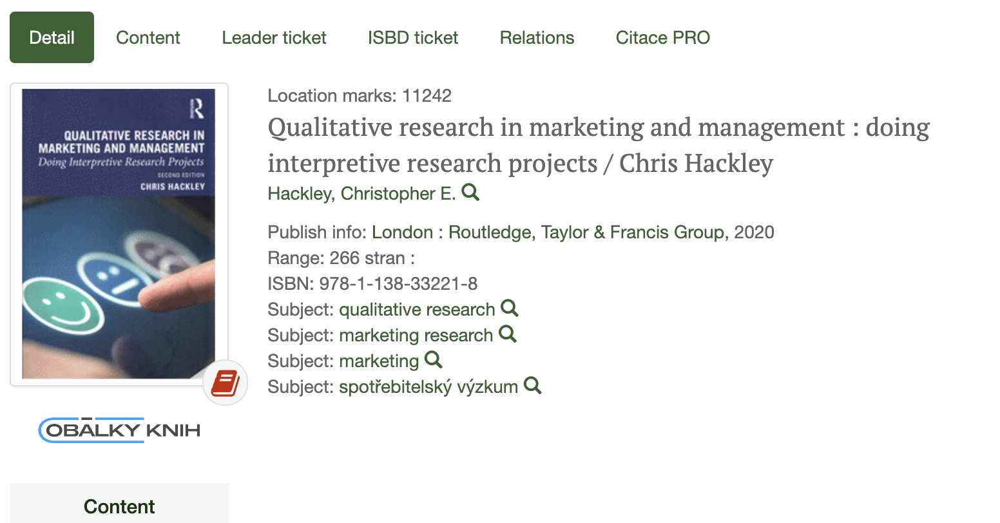 Detail Content Leader ticket ISBD ticket Relations Citace PRO
QUALITATIVE RESEARCH IN
MARKETING AND MANAGEMENT
Doing Interpretive Research Projects
SECOND EDITION
CHRIS HACKLEY
OBÁLKY KNIH
Content
Location marks: 11242
Qualitative research in marketing and management : doing
interpretive research projects / Chris Hackley
Hackley, Christopher E.
Publish info: London : Routledge, Taylor & Francis Group, 2020
Range: 266 stran :
ISBN: 978-1-138-33221-8
Subject: qualitative research
Subject: marketing research
Subject: marketing
Subject: spotřebitelský výzkum